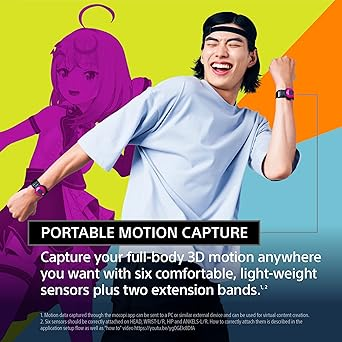 PORTABLE MOTION CAPTURE
Capture your full-body 3D motion anywhere
you want with six comfortable, light-weight
sensors plus two extension bands.¹,²
1. Motion data captured through the mocopi app can be sent to a PC or similar external device and can be used for virtual content creation.
2. Six sensors should be correctly attached on HEAD, WRIST-L/R, HIP and ANKELS-L/R. How to correctly attach them is described in the
application setup flow as well as "how to" video